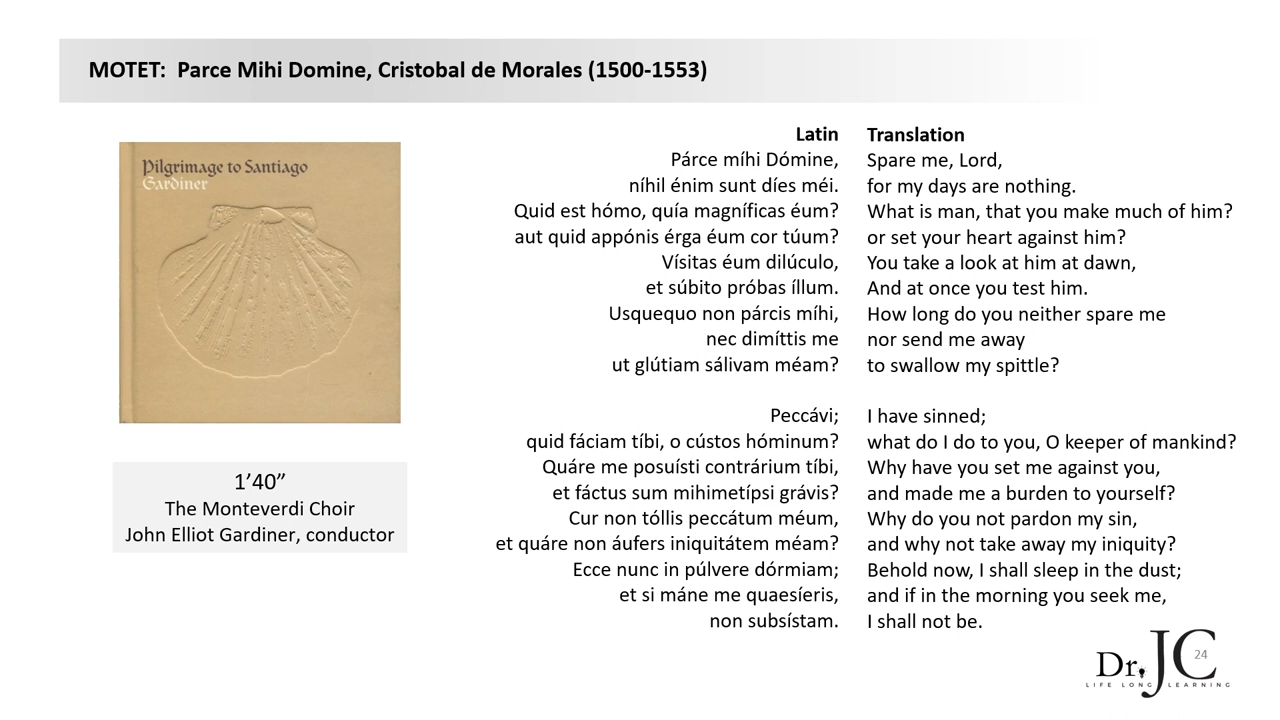 MOTET: Parce Mihi Domine, Cristobal de Morales (1500-1553)
Pilgrimage to Santiago
Gardiner
1’40”
The Monteverdi Choir
John Elliot Gardiner, conductor
Latin
Párce míhi Dómine,
níhil énim sunt díes méi.
Quid est hómo, quía magníficas éum?
aut quid appónis érga éum cor túum?
Vísitas éum dilúculo,
et súbito próbas íllum.
Usquequo non párcis míhi,
nec dimíttis me
ut glútiam sálivam méam?
Peccávi;
quid fáciam tíbi, o cústos hóminum?
Quáre me posuísti contrárium tíbi,
et fáctus sum mihimetípsi grávis?
Cur non tóllis peccátum méum,
et quáre non áufers iniquitátem méam?
Ecce nunc in púlvere dórmiam;
et si máne me quaesíeris,
non subsístam.
Translation
Spare me, Lord,
for my days are nothing.
What is man, that you make much of him?
or set your heart against him?
You take a look at him at dawn,
And at once you test him.
How long do you neither spare me
nor send me away
to swallow my spittle?
I have sinned;
what do I do to you, O keeper of mankind?
Why have you set me against you,
and made me a burden to yourself?
Why do you not pardon my sin,
and why not take away my iniquity?
Behold now, I shall sleep in the dust;
and if in the morning you seek me,
I shall not be.
Dr. JC
LIFE LONG LEARNING
24